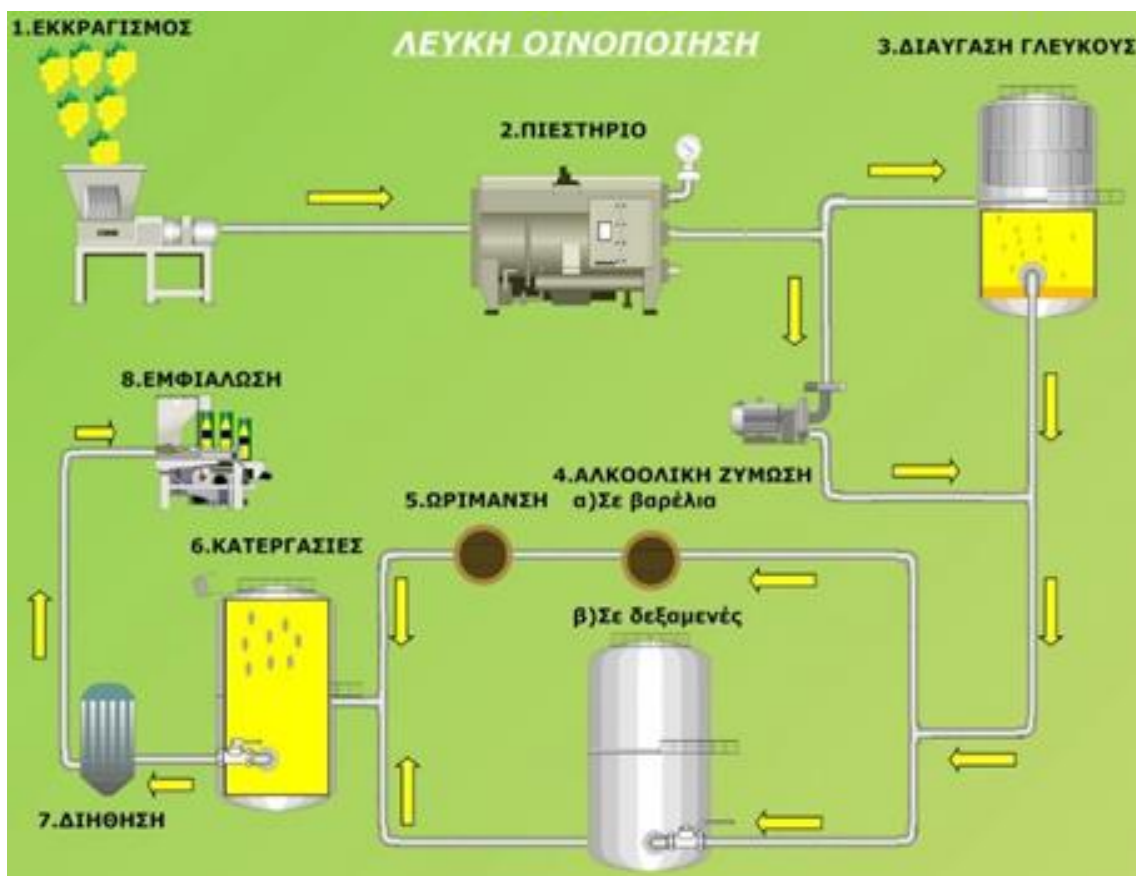 ΛΕΥΚΗ ΟΙΝΟΠΟΙΗΣΗ
1.ΕΚΚΡΑΓΙΣΜΟΣ
2.ΠΙΕΣΤΗΡΙΟ
3.ΔΙΑΥΓΑΣΗ ΓΛΕΥΚΟΥΣ
4.ΑΛΚΟΟΛΙΚΗ ΖΥΜΩΣΗ
α)Σε βαρέλια
β)Σε δεξαμενές
5.ΩΡΙΜΑΝΣΗ
6.ΚΑΤΕΡΓΑΣΙΕΣ
7.ΔΙΗΘΗΣΗ
8.ΕΜΦΙΑΛΩΣΗ